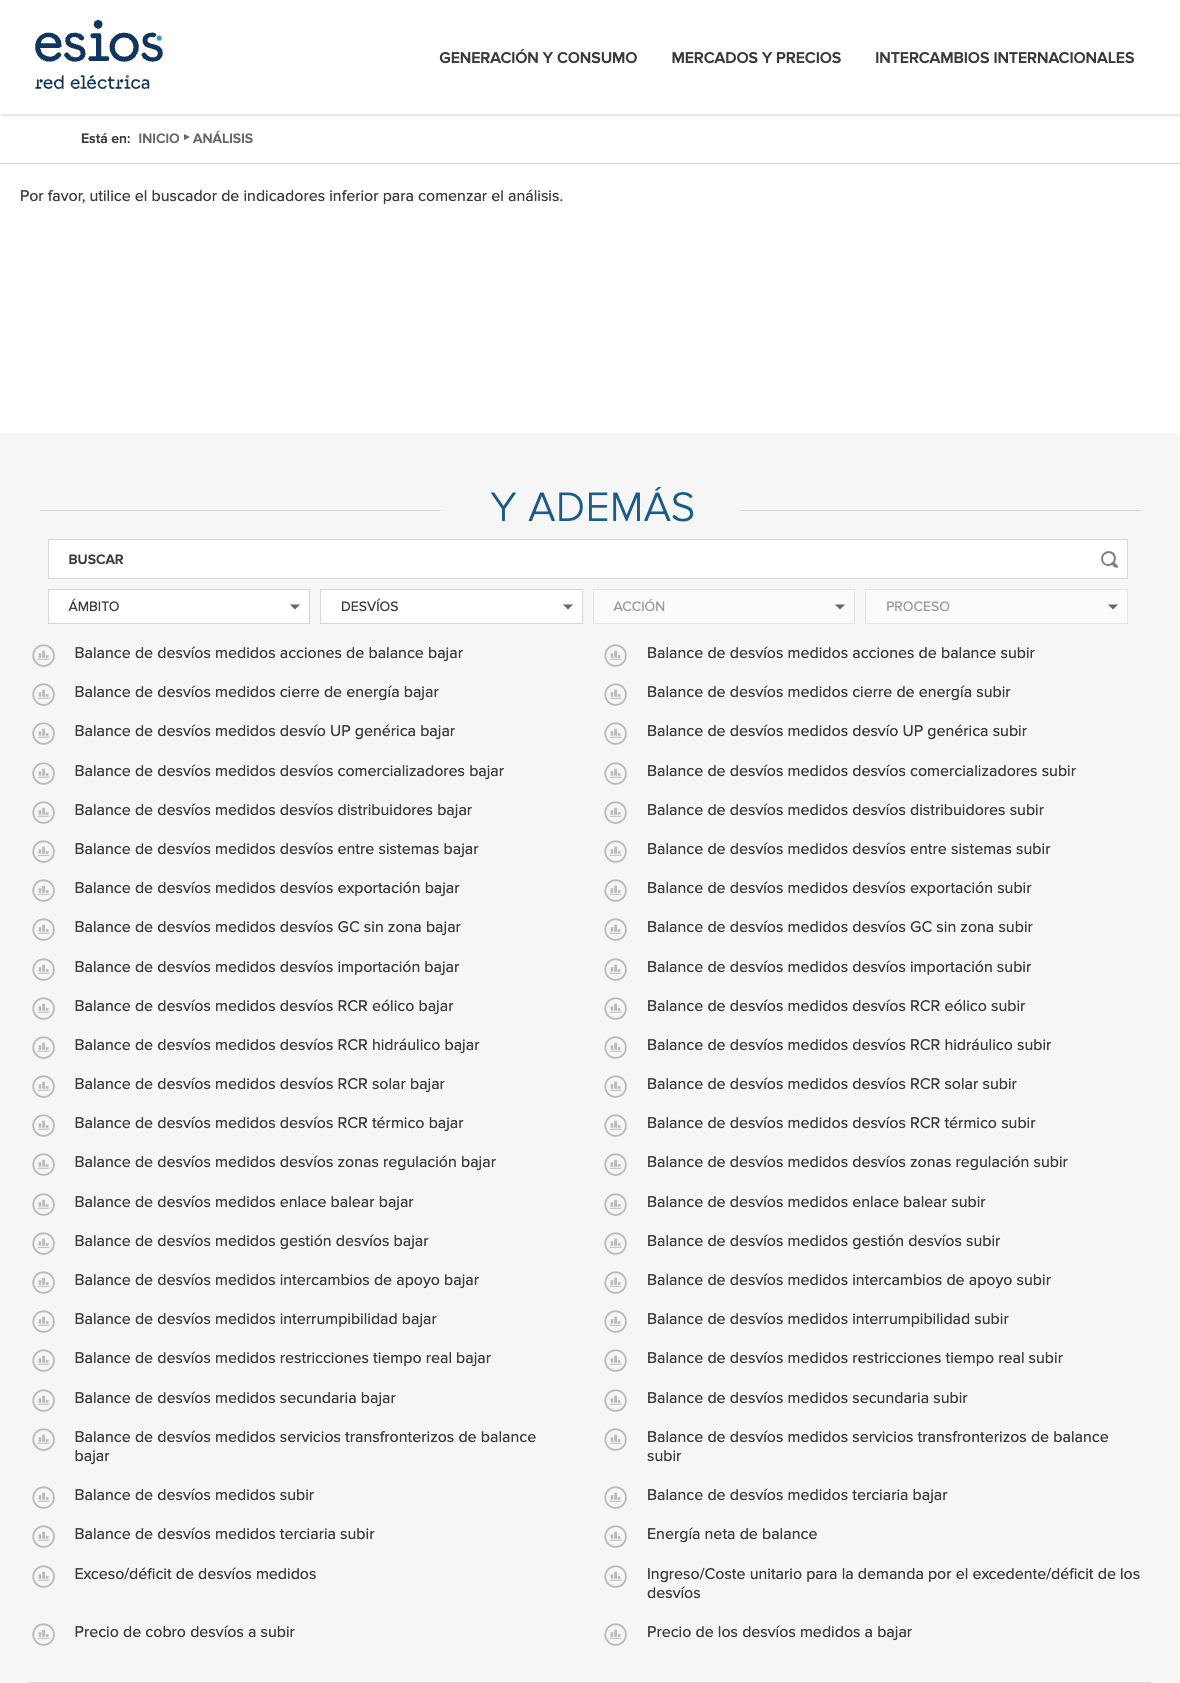 esios
red eléctrica
GENERACIÓN Y CONSUMO MERCADOS Y PRECIOS INTERCAMBIOS INTERNACIONALES
Está en: INICIO ▸ ANÁLISIS
Por favor, utilice el buscador de indicadores inferior para comenzar el análisis.
Y ADEMÁS
BUSCAR
ÁMBITO DESVÍOS ACCIÓN PROCESO
Balance de desvíos medidos acciones de balance bajar Balance de desvíos medidos acciones de balance subir
Balance de desvíos medidos cierre de energía bajar Balance de desvíos medidos cierre de energía subir
Balance de desvíos medidos desvío UP genérica bajar Balance de desvíos medidos desvío UP genérica subir
Balance de desvíos medidos desvíos comercializadores bajar Balance de desvíos medidos desvíos comercializadores subir
Balance de desvíos medidos desvíos distribuidores bajar Balance de desvíos medidos desvíos distribuidores subir
Balance de desvíos medidos desvíos entre sistemas bajar Balance de desvíos medidos desvíos entre sistemas subir
Balance de desvíos medidos desvíos exportación bajar Balance de desvíos medidos desvíos exportación subir
Balance de desvíos medidos desvíos GC sin zona bajar Balance de desvíos medidos desvíos GC sin zona subir
Balance de desvíos medidos desvíos importación bajar Balance de desvíos medidos desvíos importación subir
Balance de desvíos medidos desvíos RCR eólico bajar Balance de desvíos medidos desvíos RCR eólico subir
Balance de desvíos medidos desvíos RCR hidráulico bajar Balance de desvíos medidos desvíos RCR hidráulico subir
Balance de desvíos medidos desvíos RCR solar bajar Balance de desvíos medidos desvíos RCR solar subir
Balance de desvíos medidos desvíos RCR térmico bajar Balance de desvíos medidos desvíos RCR térmico subir
Balance de desvíos medidos desvíos zonas regulación bajar Balance de desvíos medidos desvíos zonas regulación subir
Balance de desvíos medidos enlace balear bajar Balance de desvíos medidos enlace balear subir
Balance de desvíos medidos gestión desvíos bajar Balance de desvíos medidos gestión desvíos subir
Balance de desvíos medidos intercambios de apoyo bajar Balance de desvíos medidos intercambios de apoyo subir
Balance de desvíos medidos interrumpibilidad bajar Balance de desvíos medidos interrumpibilidad subir
Balance de desvíos medidos restricciones tiempo real bajar Balance de desvíos medidos restricciones tiempo real subir
Balance de desvíos medidos secundaria bajar Balance de desvíos medidos secundaria subir
Balance de desvíos medidos servicios transfronterizos de balance Balance de desvíos medidos servicios transfronterizos de balance
bajar subir
Balance de desvíos medidos subir Balance de desvíos medidos terciaria bajar
Balance de desvíos medidos terciaria subir Energía neta de balance
Exceso/déficit de desvíos medidos Ingreso/Coste unitario para la demanda por el excedente/déficit de los
desvíos
Precio de cobro desvíos a subir Precio de los desvíos medidos a bajar